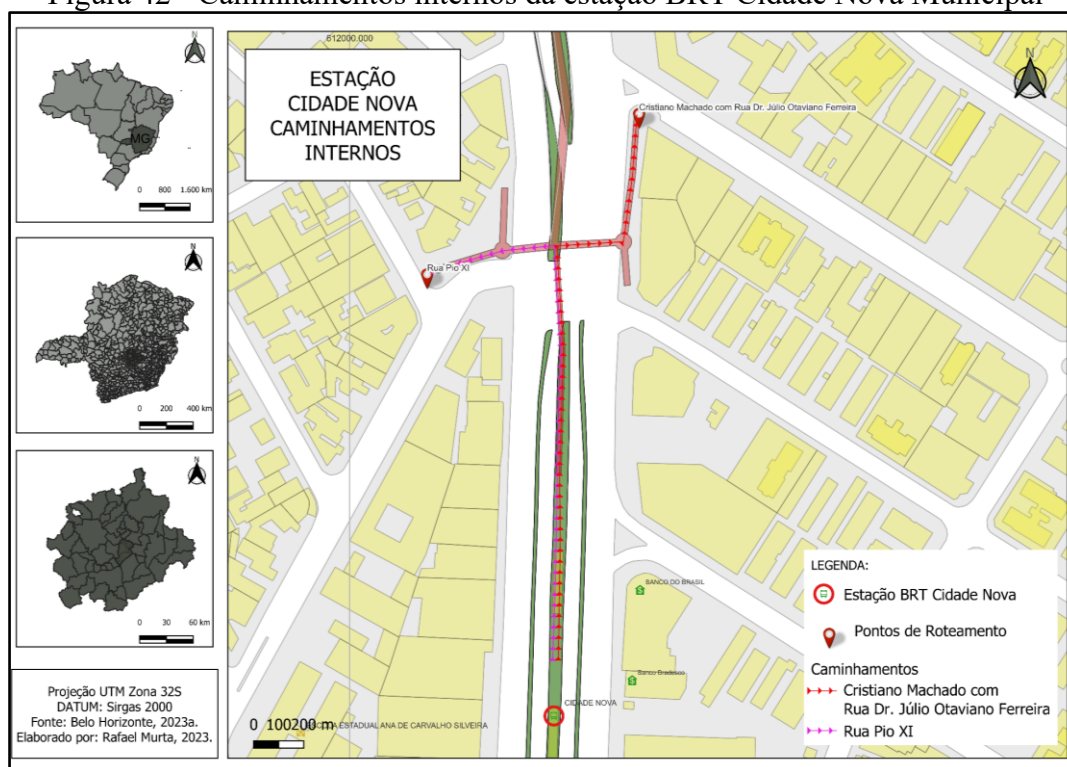 Figura 42 - Caminhamentos internos da estação BRT Cidade Nova Municipal
N
MG
0 800 1.600 km
N
0 200 400 km
N
0 30 60 km
Projeção UTM Zona 32S
DATUM: Sirgas 2000
Fonte: Belo Horizonte, 2023a.
Elaborado por: Rafael Murta, 2023.
612000.000
ESTAÇÃO
CIDADE NOVA
CAMINHAMENTOS
INTERNOS
N
Cristiano Machado com Rua Dr. Júlio Otaviano Ferreira
Rua Pio XI
BANCO DO BRASIL
Banco Bradesco
CIDADE NOVA
ESTADUAL ANA DE CARVALHO SILVEIRA
0 100200 m
LEGENDA:
Estação BRT Cidade Nova
Pontos de Roteamento
Caminhamentos
Cristiano Machado com
Rua Dr. Júlio Otaviano Ferreira
Rua Pio XI